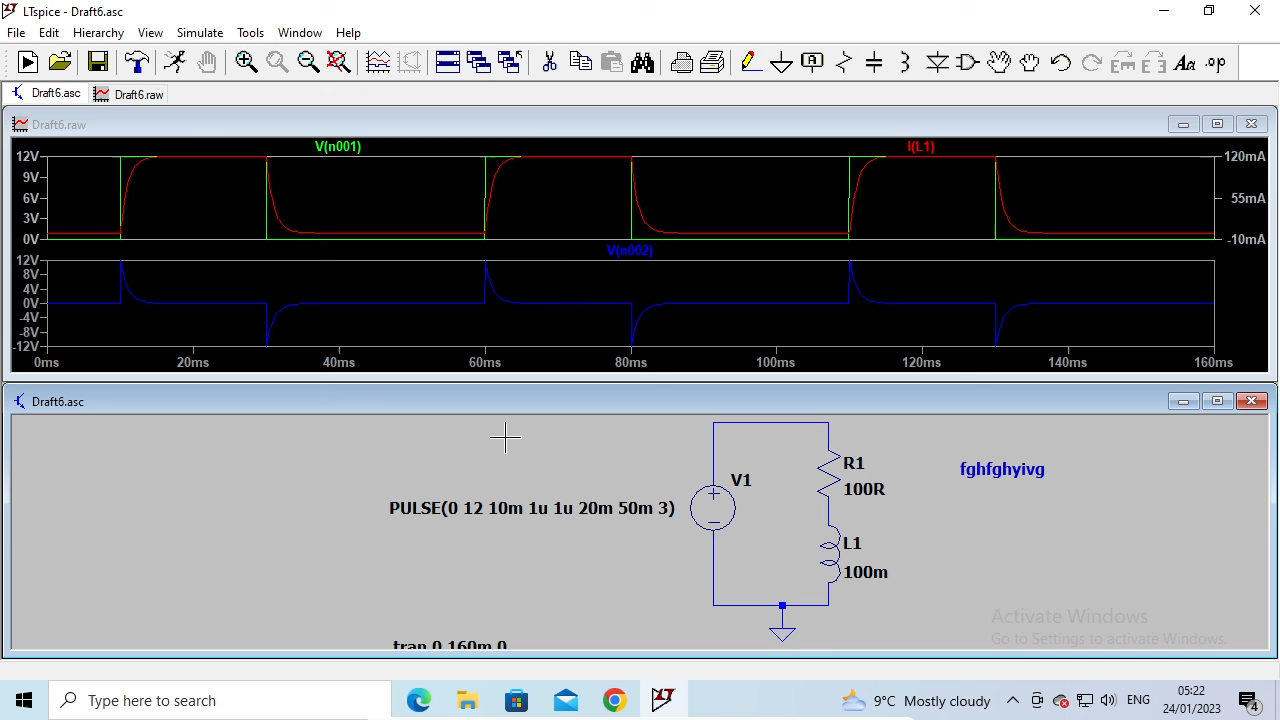 LTspice - Draft6.asc
File Edit Hierarchy View Simulate Tools Window Help
Draft6.asc Draft6.raw
Draft6.raw
V(n001) I(L1)
12V 120mA
9V
6V 55mA
3V
0V -10mA
V(n002)
12V
8V
4V
0V
-4V
-8V
-12V
0ms 20ms 40ms 60ms 80ms 100ms 120ms 140ms 160ms
Draft6.asc
R1
fghfghyivg
V1
100R
PULSE(0 12 10m 1u 1u 20m 50m 3)
L1
100m
Activate Windows
Go to Settings to activate Windows.
tran 0 160m 0
Type here to search
9°C Mostly cloudy
ENG
05:22
24/01/2023
4